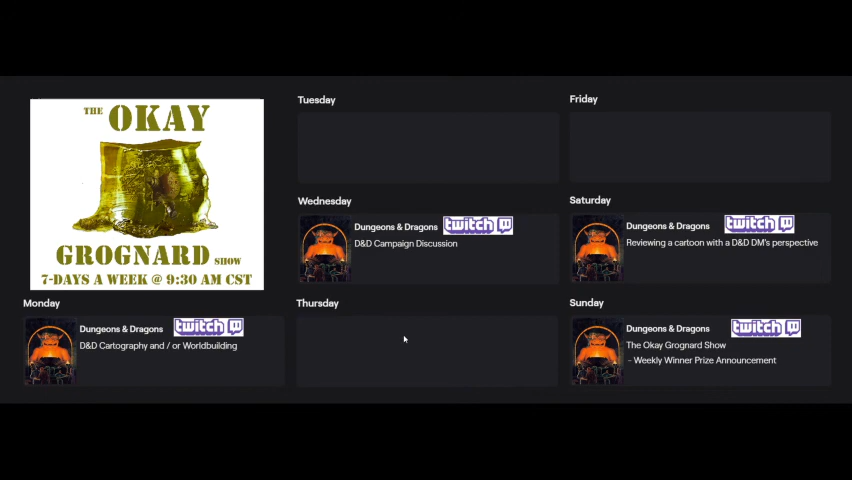 THE OKAY
GROGNARD SHOW
7-DAYS A WEEK @ 9:30 AM CST
Monday
Dungeons & Dragons twitch
D&D Cartography and / or Worldbuilding
Tuesday
Wednesday
Dungeons & Dragons twitch
D&D Campaign Discussion
Thursday
Friday
Saturday
Dungeons & Dragons twitch
Reviewing a cartoon with a D&D DM's perspective
Sunday
Dungeons & Dragons twitch
The Okay Grognard Show
- Weekly Winner Prize Announcement